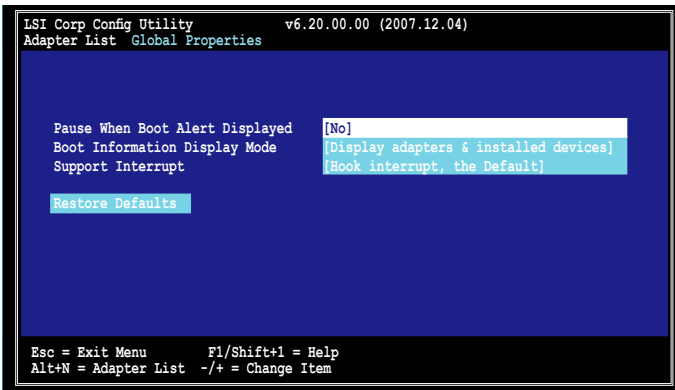 LSI Corp Config Utility v6.20.00.00 (2007.12.04)
Adapter List Global Properties
Pause When Boot Alert Displayed [No]
Boot Information Display Mode [Display adapters & installed devices]
Support Interrupt [Hook interrupt, the Default]
Restore Defaults
Esc = Exit Menu F1/Shift+1 = Help
Alt+N = Adapter List -/+ = Change Item